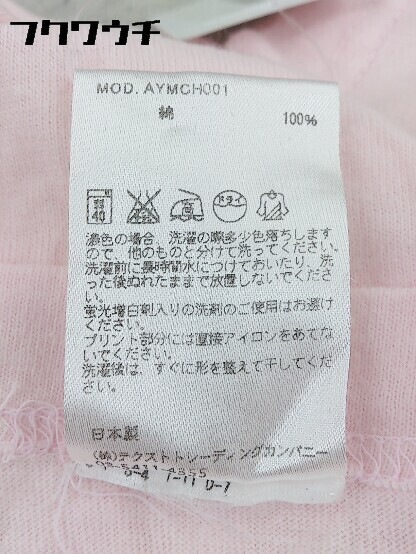 フクワウチ
MOD. AYMCH001
綿 100%
弱 40 中 ドライ
濃色の場合、洗濯の際多少色落ちします
ので、他のものと分けて洗ってください。
洗濯前に長時間水につけておいたり、洗
った後ぬれたままで放置しないでくださ
い。
蛍光増白剤入りの洗剤のご使用はお避け
ください。
プリント部分には直接アイロンをあてな
いでください。
洗濯後は、すぐに形を整えて干してくだ
さい。
日本製
(株)テクストトレーディングカンパニー